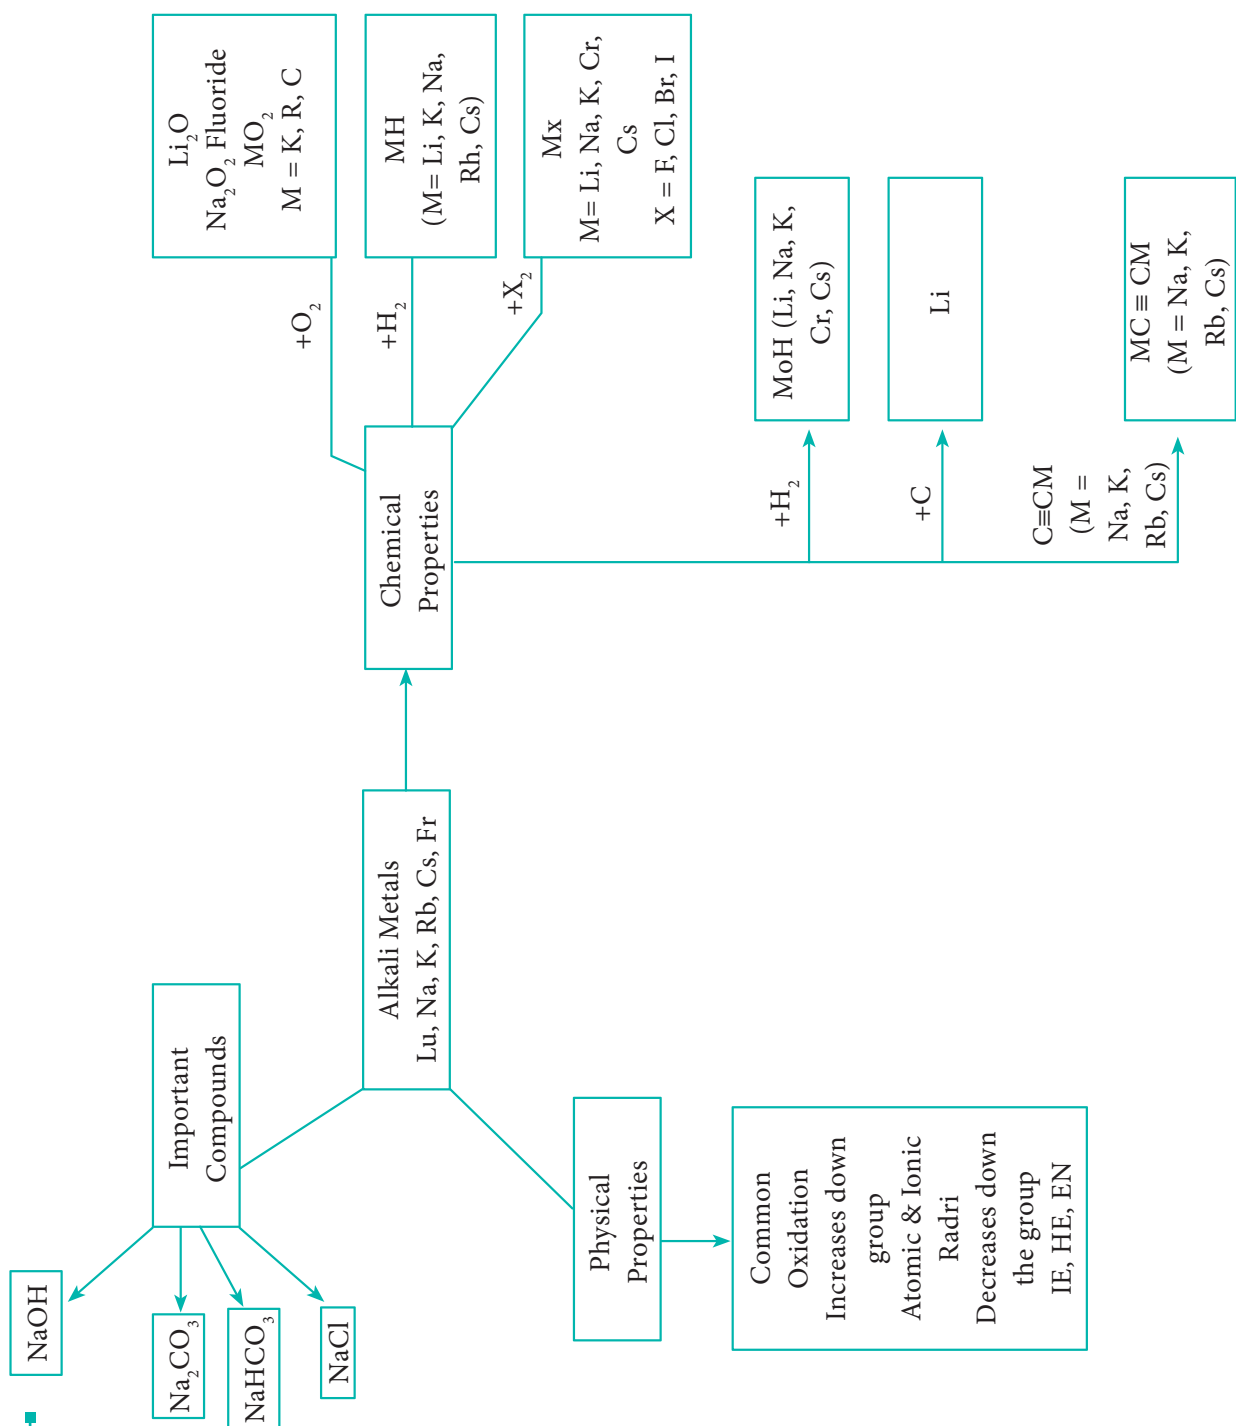 Alkali Metals
Lu, Na, K, Rb, Cs, Fr
Important
Compounds
NaOH
Na₂CO₃
NaHCO₃
NaCl
Physical
Properties
Common
Oxidation
Increases down
group
Atomic & Ionic
Radri
Decreases down
the group
IE, HE, EN
Chemical
Properties
+O₂
Li₂O
Na₂O₂ Fluoride
MO₂
M = K, R, C
+H₂
MH
(M= Li, K, Na,
Rh, Cs)
+X₂
Mx
M= Li, Na, K, Cr,
Cs
X = F, Cl, Br, I
+H₂
MoH (Li, Na, K,
Cr, Cs)
+C
Li
C≡CM
(M =
Na, K,
Rb, Cs)
MC ≡ CM
(M = Na, K,
Rb, Cs)